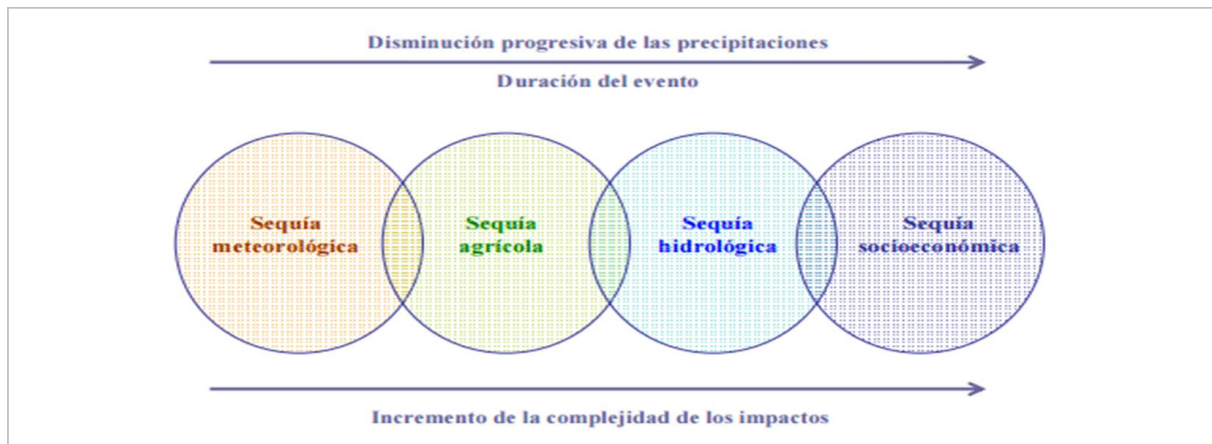 Disminución progresiva de las precipitaciones
Duración del evento
Sequía
meteorológica
Sequía
agrícola
Sequía
hidrológica
Sequía
socioeconómica
Incremento de la complejidad de los impactos